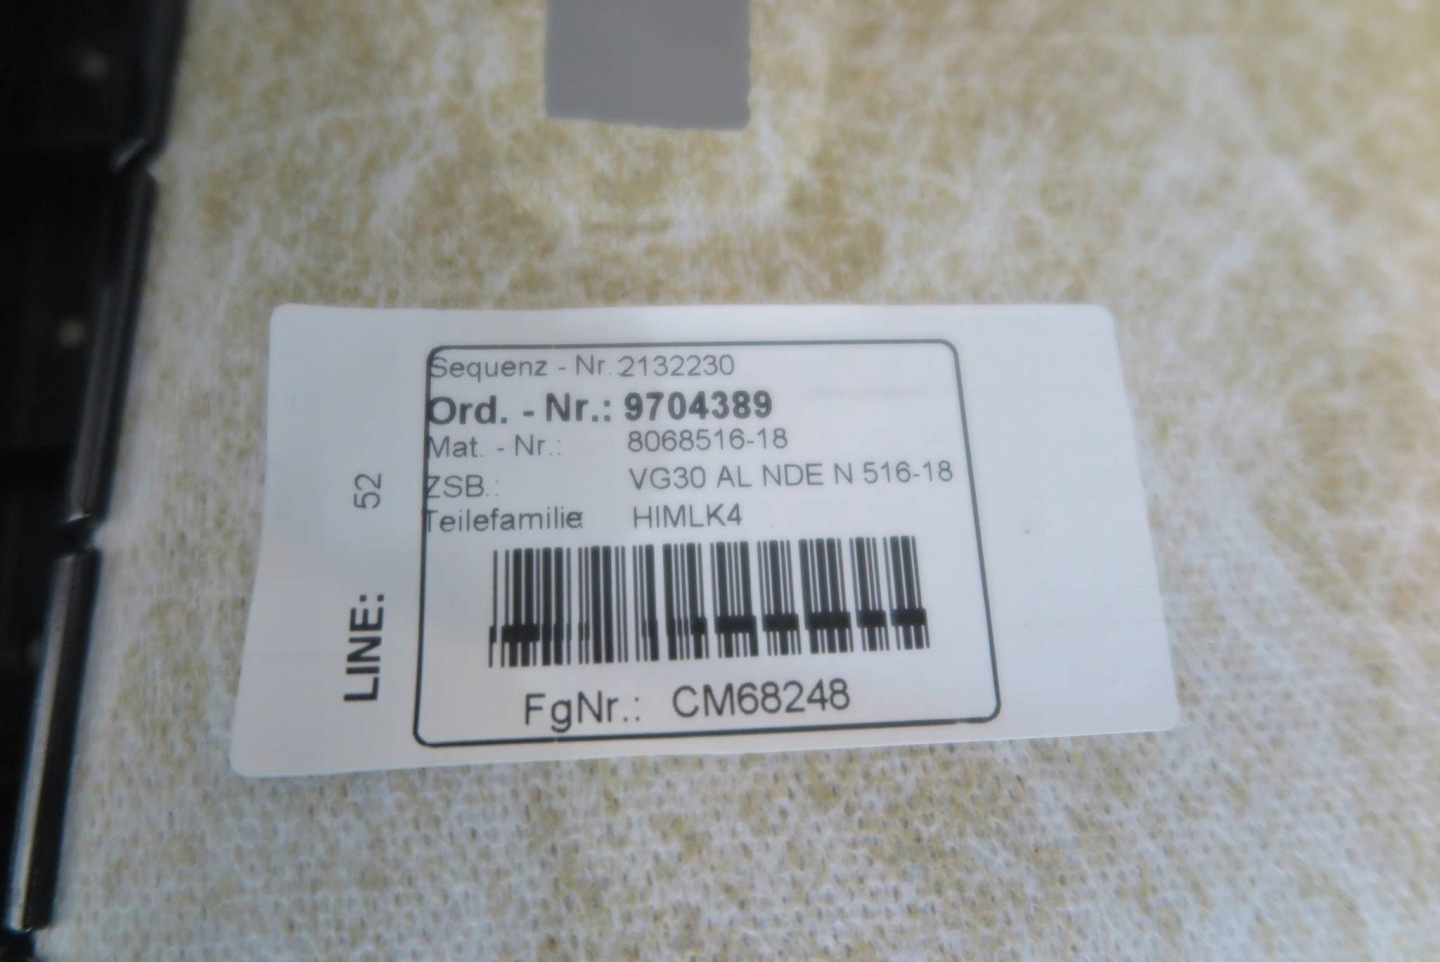 Sequenz - Nr.:2132230
Ord. - Nr.: 9704389
Mat. - Nr.: 8068516-18
ZSB.: VG30 AL NDE N 516-18
Teilefamilie: HIMLK4
FgNr.: CM68248
LINE: 52